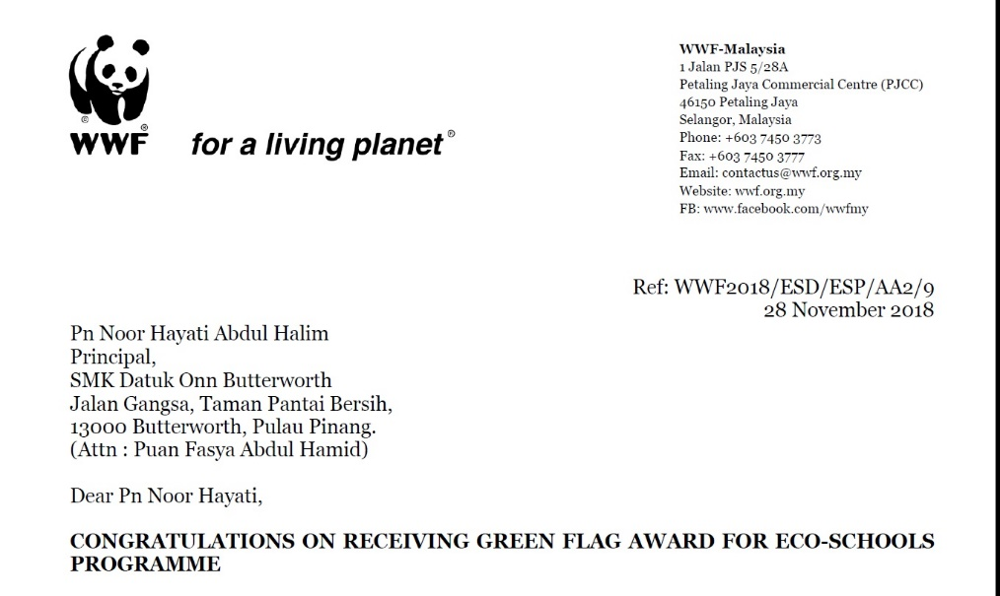 WWF-Malaysia
1 Jalan PJS 5/28A
Petaling Jaya Commercial Centre (PJCC)
46150 Petaling Jaya
Selangor, Malaysia
Phone: +603 7450 3773
Fax: +603 7450 3777
Email: contactus@wwf.org.my
Website: wwf.org.my
FB: www.facebook.com/wwfmy
©
®
WWF
for a living planet®
Ref: WWF2018/ESD/ESP/AA2/9
28 November 2018
Pn Noor Hayati Abdul Halim
Principal,
SMK Datuk Onn Butterworth
Jalan Gangsa, Taman Pantai Bersih,
13000 Butterworth, Pulau Pinang.
(Attn : Puan Fasya Abdul Hamid)
Dear Pn Noor Hayati,
CONGRATULATIONS ON RECEIVING GREEN FLAG AWARD FOR ECO-SCHOOLS
PROGRAMME